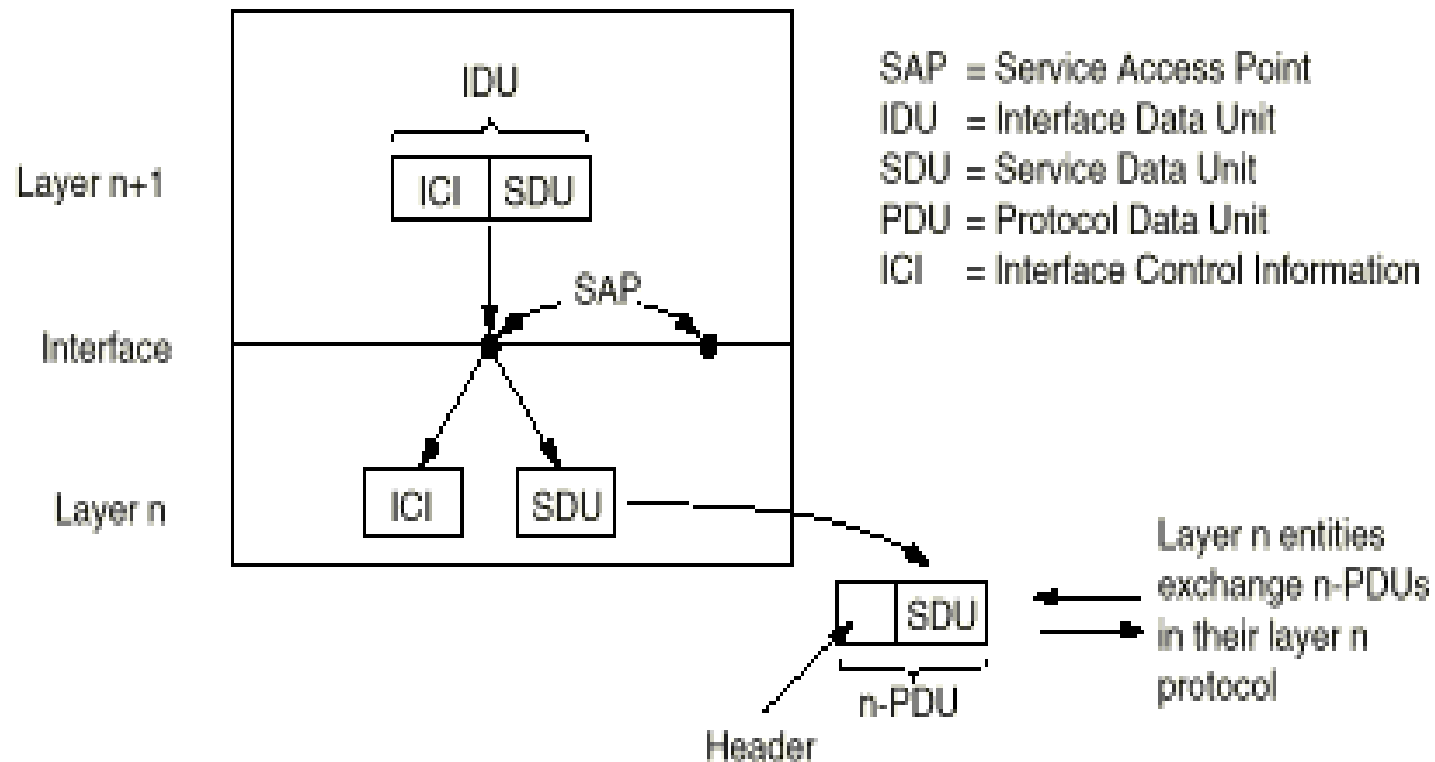 IDU
Layer n+1
ICI
SDU
SAP
Interface
Layer n
ICI
SDU
SAP = Service Access Point
IDU = Interface Data Unit
SDU = Service Data Unit
PDU = Protocol Data Unit
ICI = Interface Control Information
SDU
n-PDU
Header
Layer n entities
exchange n-PDUs
in their layer n
protocol